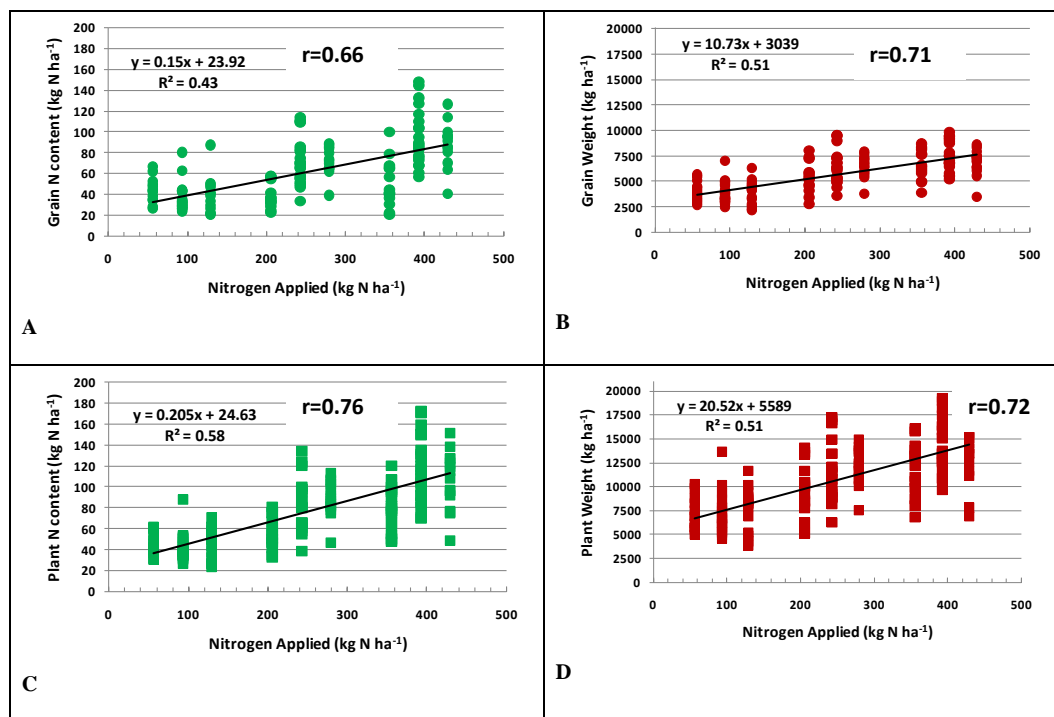 200
180
160
140
120
100
80
60
40
20
0
Grain N content (kg N ha-1)
y = 0.15x + 23.92
R² = 0.43
r=0.66
0 100 200 300 400 500
Nitrogen Applied (kg N ha-1)
A
20000
17500
15000
12500
10000
7500
5000
2500
0
Grain Weight (kg ha-1)
y = 10.73x + 3039
R² = 0.51
r=0.71
0 100 200 300 400 500
Nitrogen Applied (kg N ha-1)
B
200
180
160
140
120
100
80
60
40
20
0
Plant N content (kg N ha-1)
y = 0.205x + 24.63
R² = 0.58
r=0.76
0 100 200 300 400 500
Nitrogen Applied (kg N ha-1)
C
20000
17500
15000
12500
10000
7500
5000
2500
0
Plant Weight (kg ha-1)
y = 20.52x + 5589
R² = 0.51
r=0.72
0 100 200 300 400 500
Nitrogen Applied (kg N ha-1)
D